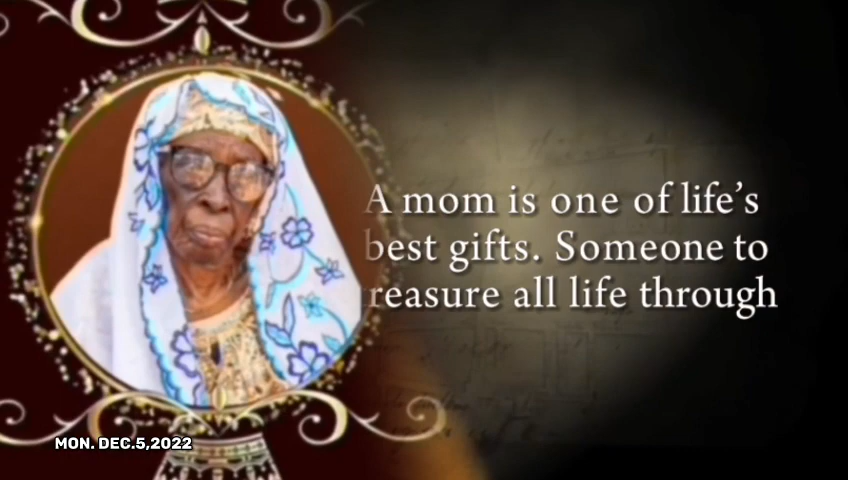 A mom is one of life's
best gifts. Someone to
reasure all life through
MON. DEC.5,2022